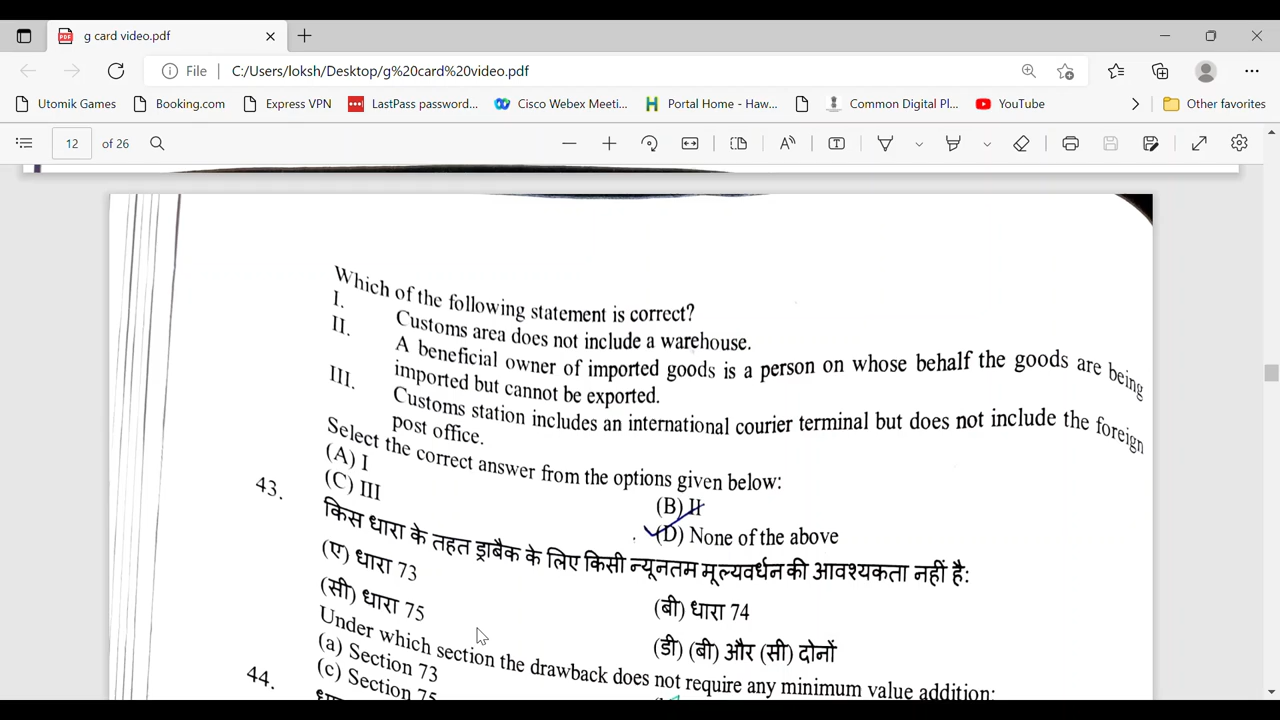 g card video.pdf
File C:/Users/loksh/Desktop/g%20card%20video.pdf
Utomik Games Booking.com Express VPN LastPass password... Cisco Webex Meeti... Portal Home - Haw... Common Digital Pl... YouTube Other favorites
12 of 26
Which of the following statement is correct?
I. Customs area does not include a warehouse.
II. A beneficial owner of imported goods is a person on whose behalf the goods are being
imported but cannot be exported.
III. Customs station includes an international courier terminal but does not include the foreign
post office.
Select the correct answer from the options given below:
(A) I (B) II
(C) III (D) None of the above
43. किस धारा के तहत ड्राबैक के लिए किसी न्यूनतम मूल्यवर्धन की आवश्यकता नहीं है:
(ए) धारा 73 (बी) धारा 74
(सी) धारा 75 (डी) (बी) और (सी) दोनों
Under which section the drawback does not require any minimum value addition:
(a) Section 73
(c) Section 75
44.